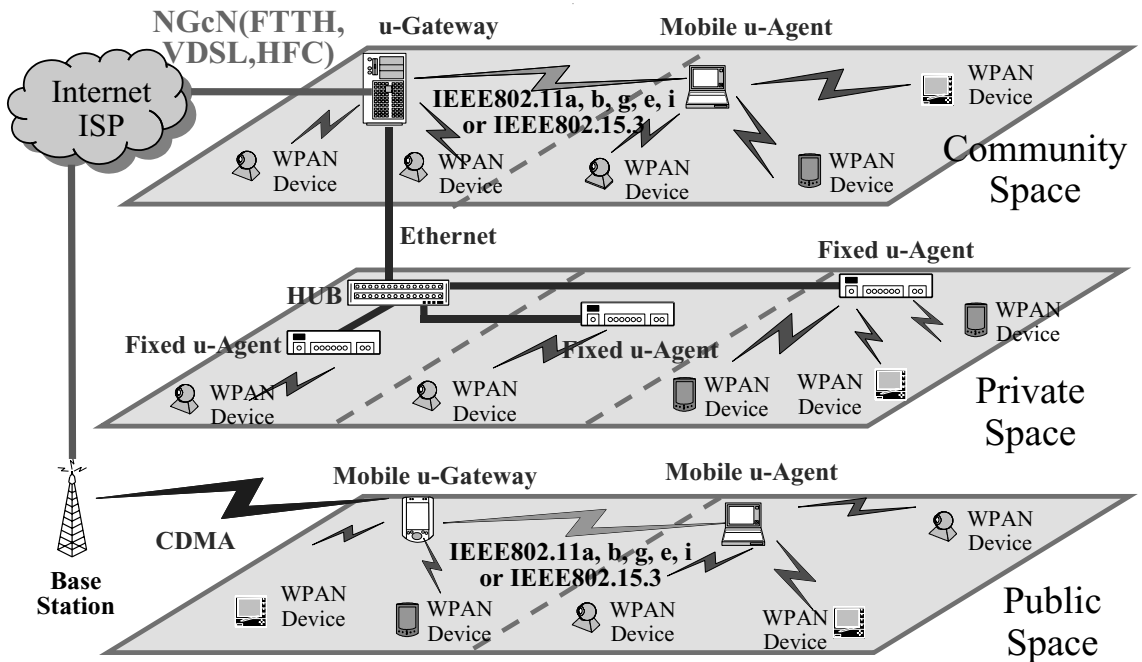 NGcN(FTTH,
VDSL,HFC)
u-Gateway
Mobile u-Agent
Internet
ISP
IEEE802.11a, b, g, e, i
or IEEE802.15.3
WPAN
Device
WPAN
Device
WPAN
Device
WPAN
Device
WPAN
Device
Community
Space
Ethernet
Fixed u-Agent
HUB
Fixed u-Agent
Fixed u-Agent
WPAN
Device
WPAN
Device
WPAN
Device
WPAN
Device
WPAN
Device
Private
Space
Mobile u-Gateway
Mobile u-Agent
CDMA
IEEE802.11a, b, g, e, i
or IEEE802.15.3
WPAN
Device
Base
Station
WPAN
Device
WPAN
Device
WPAN
Device
WPAN
Device
Public
Space